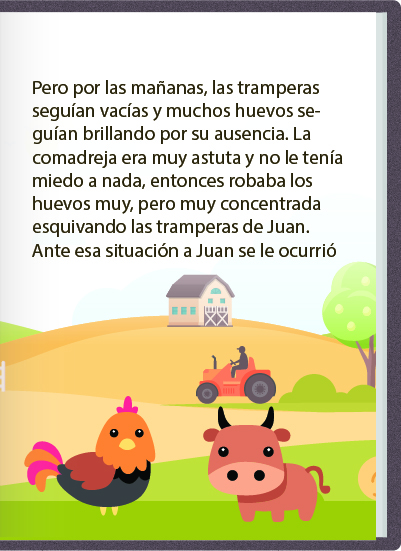 Pero por las mañanas, las tramperas
seguían vacías y muchos huevos se-
guían brillando por su ausencia. La
comadreja era muy astuta y no le tenía
miedo a nada, entonces robaba los
huevos muy, pero muy concentrada
esquivando las tramperas de Juan.
Ante esa situación a Juan se le ocurrió